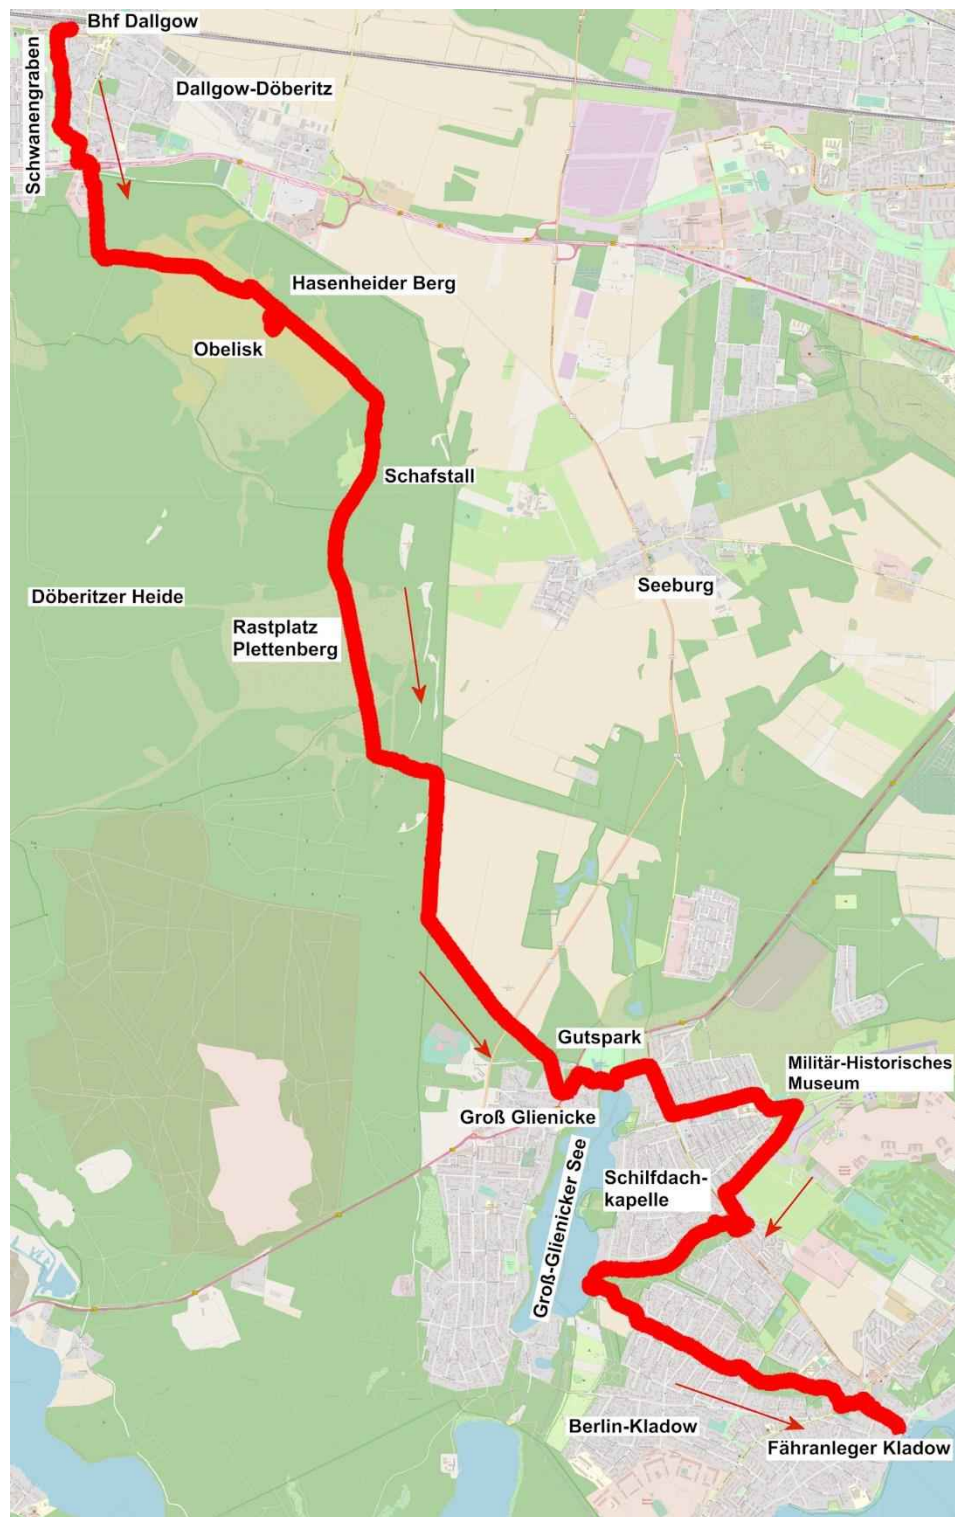 Bhf Dallgow
Schwanengraben
Dallgow-Döberitz
Hasenheider Berg
Obelisk
Schafstall
Seeburg
Döberitzer Heide
Rastplatz
Plettenberg
Gutspark
Militär-Historisches
Museum
Groß Glienicke
Schilfdach-
kapelle
Groß-Glienicker See
Berlin-Kladow
Fähranleger Kladow